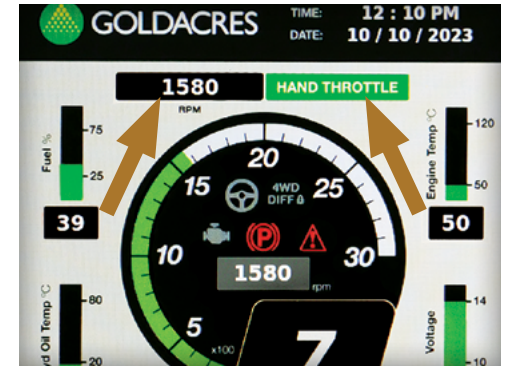 GOLDACRES
TIME: 12 : 10 PM
DATE: 10 / 10 / 2023
1580
HAND THROTTLE
RPM
Fuel %
75
25
39
Engine Temp °C
120
50
50
5
10
15
20
25
30
4WD
DIFF
P
1580
rpm
x100
7
yd Oil Temp °C
80
20
Voltage
14
10